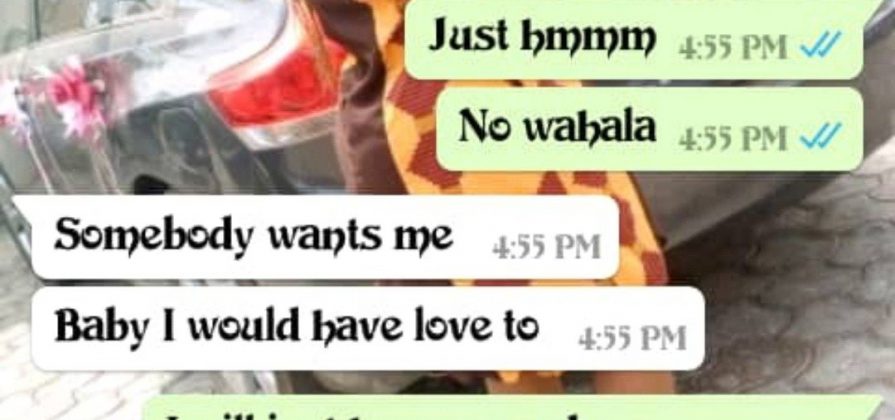 Just hmmm 4:55 PM
No wahala 4:55 PM
Somebody wants me 4:55 PM
Baby I would have love to 4:55 PM